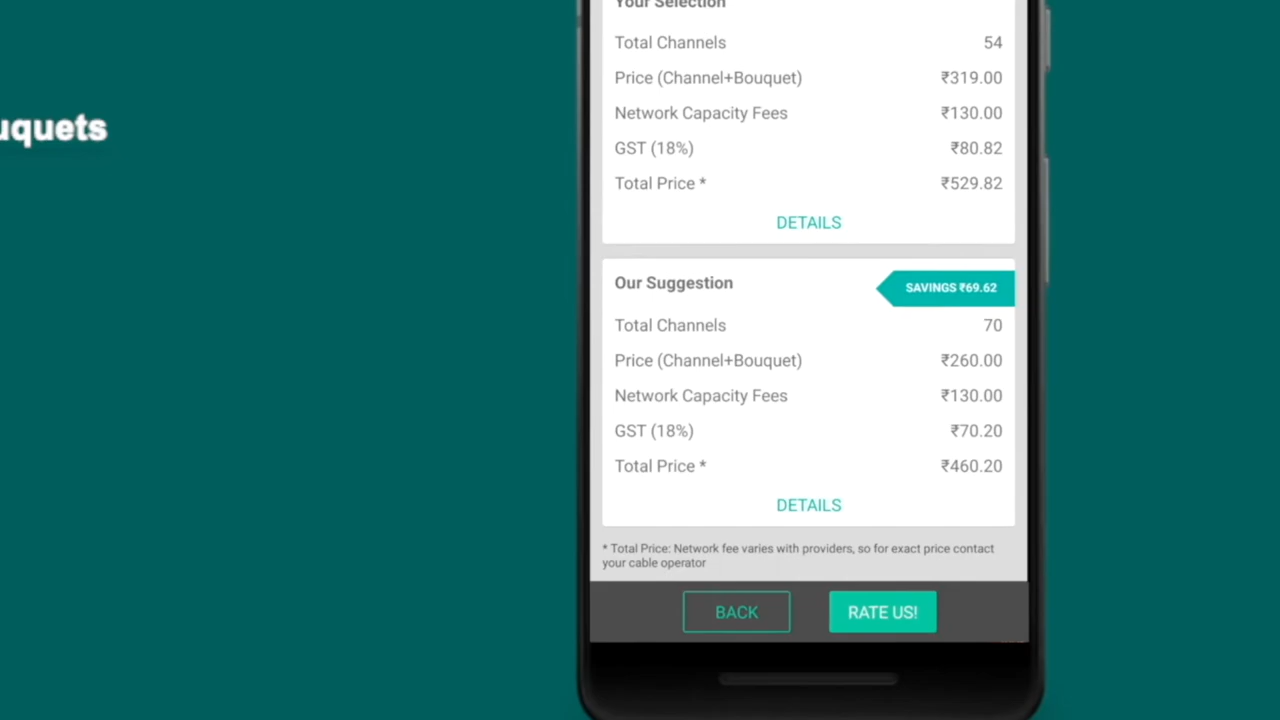 uquets
Your Selection
Total Channels 54
Price (Channel+Bouquet) ₹319.00
Network Capacity Fees ₹130.00
GST (18%) ₹80.82
Total Price * ₹529.82
DETAILS
Our Suggestion SAVINGS ₹69.62
Total Channels 70
Price (Channel+Bouquet) ₹260.00
Network Capacity Fees ₹130.00
GST (18%) ₹70.20
Total Price * ₹460.20
DETAILS
* Total Price: Network fee varies with providers, so for exact price contact
your cable operator
BACK RATE US!